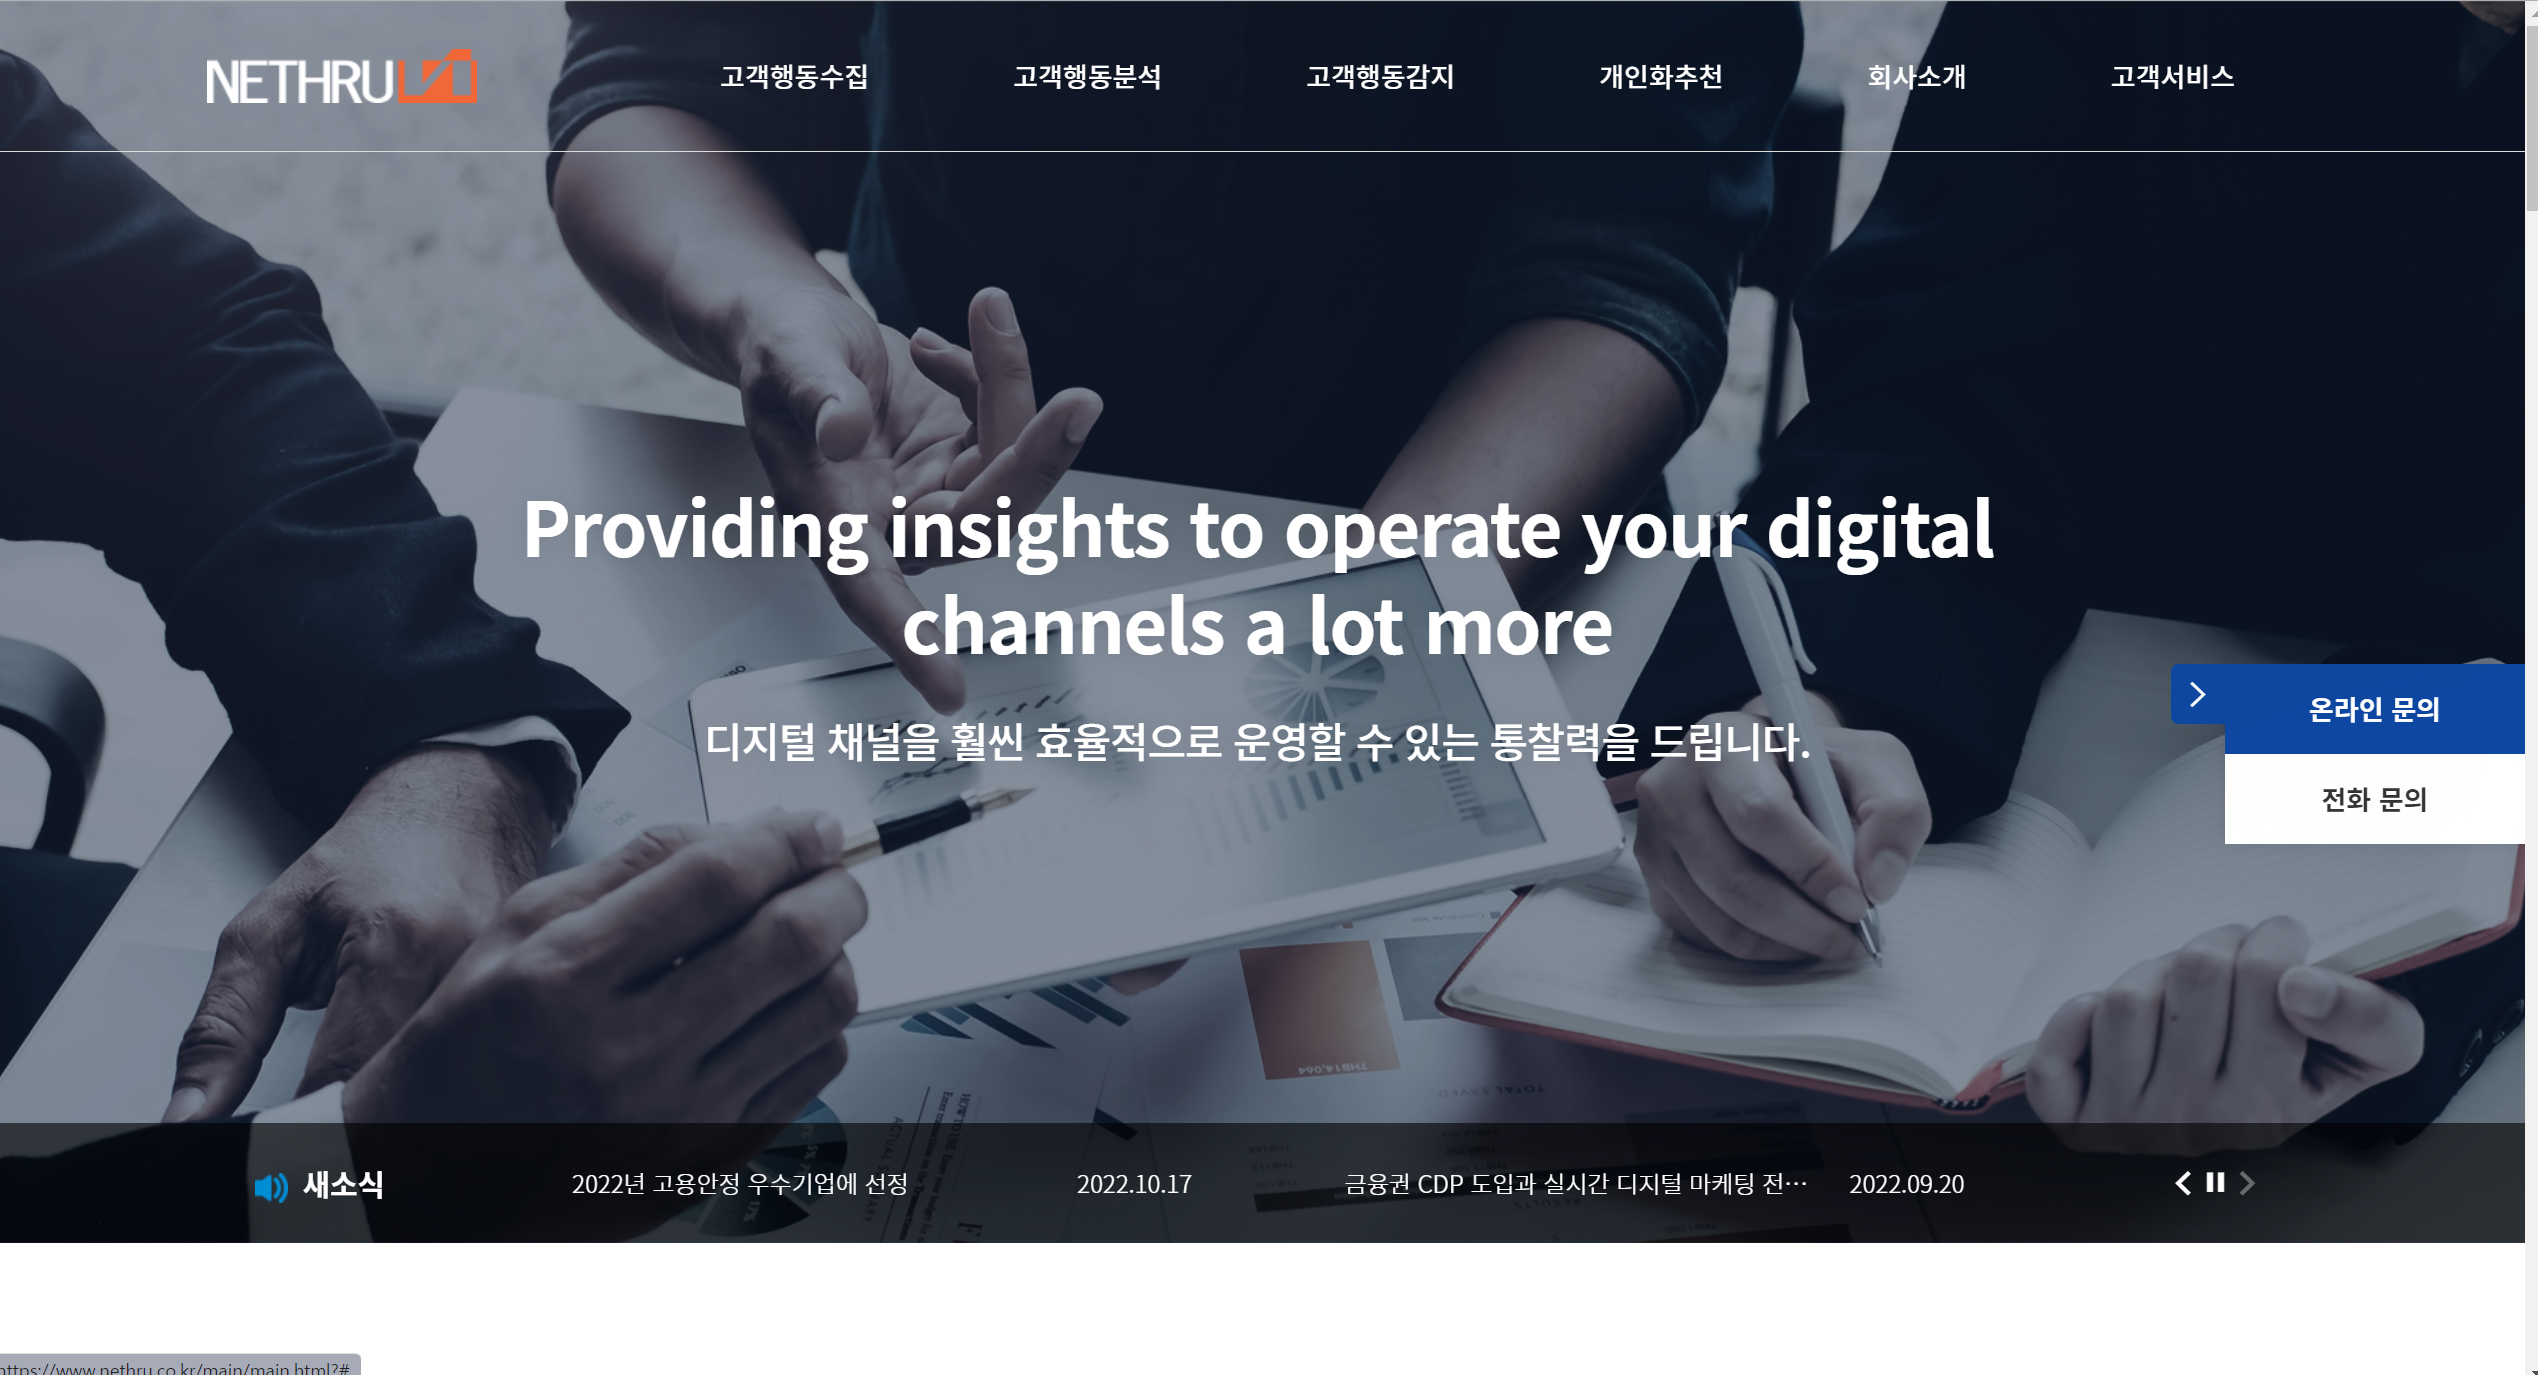 NETHRU
고객행동수집 고객행동분석 고객행동감지 개인화추천 회사소개 고객서비스
Providing insights to operate your digital
channels a lot more
디지털 채널을 훨씬 효율적으로 운영할 수 있는 통찰력을 드립니다.
온라인 문의
전화 문의
THB14,064
TOTAL SAVED
새소식 2022년 고용안정 우수기업에 선정 2022.10.17 금융권 CDP 도입과 실시간 디지털 마케팅 전… 2022.09.20
https://www.nethru.co.kr/main/main.html?#